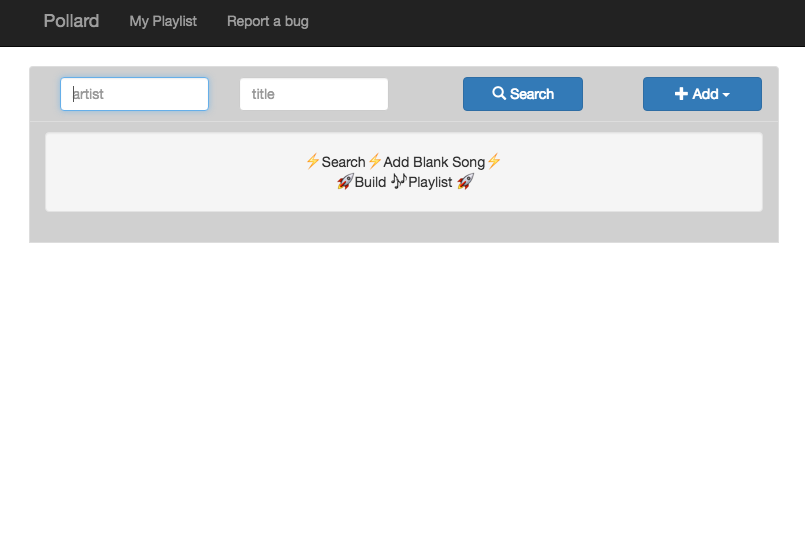 Pollard My Playlist Report a bug
artist title Search Add
⚡Search⚡Add Blank Song⚡
🚀Build 🎶Playlist 🚀